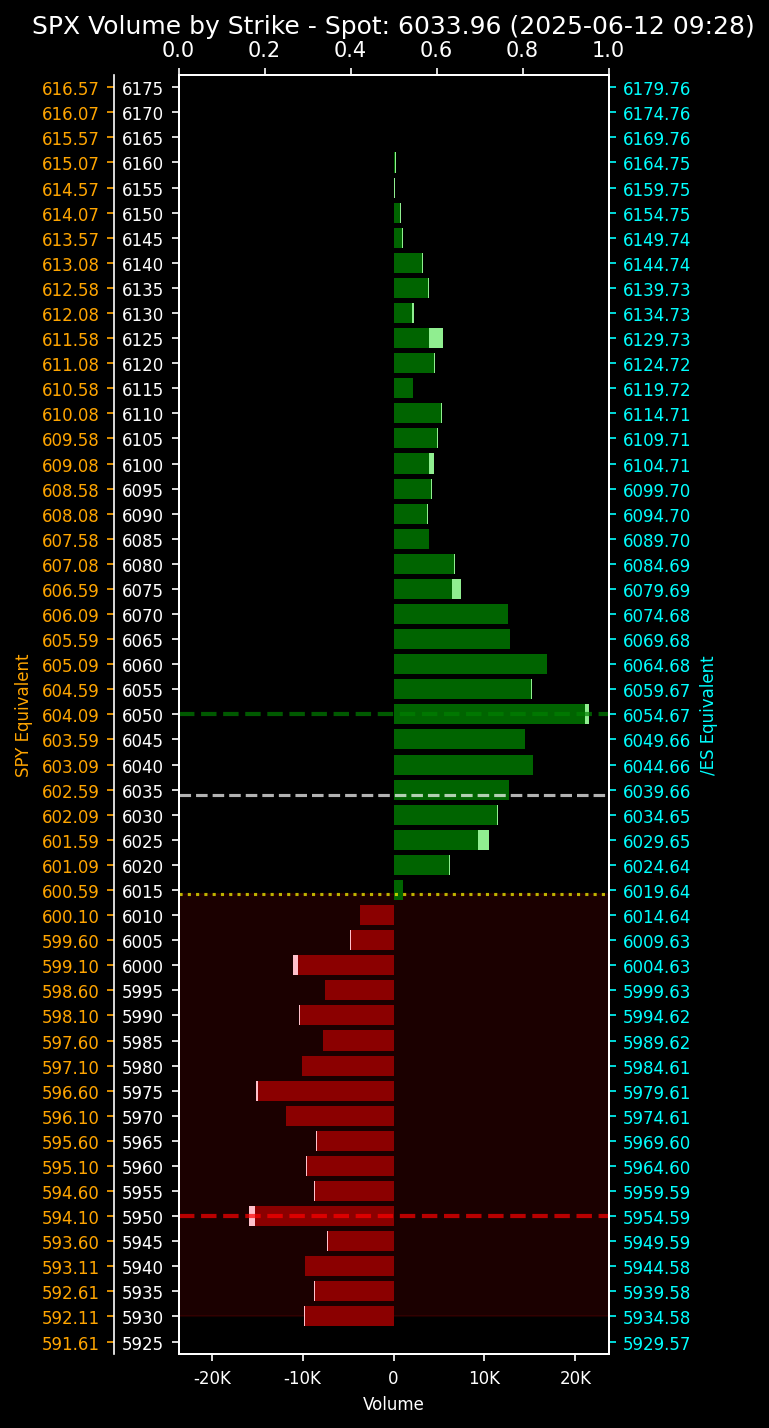 SPX Volume by Strike - Spot: 6033.96 (2025-06-12 09:28)
0.0 0.2 0.4 0.6 0.8 1.0
616.57 6175 6179.76
616.07 6170 6174.76
615.57 6165 6169.76
615.07 6160 6164.75
614.57 6155 6159.75
614.07 6150 6154.75
613.57 6145 6149.74
613.08 6140 6144.74
612.58 6135 6139.73
612.08 6130 6134.73
611.58 6125 6129.73
611.08 6120 6124.72
610.58 6115 6119.72
610.08 6110 6114.71
609.58 6105 6109.71
609.08 6100 6104.71
608.58 6095 6099.70
608.08 6090 6094.70
607.58 6085 6089.70
607.08 6080 6084.69
606.59 6075 6079.69
606.09 6070 6074.68
605.59 6065 6069.68
605.09 6060 6064.68
604.59 6055 6059.67
604.09 6050 6054.67
603.59 6045 6049.66
603.09 6040 6044.66
602.59 6035 6039.66
602.09 6030 6034.65
601.59 6025 6029.65
601.09 6020 6024.64
600.59 6015 6019.64
600.10 6010 6014.64
599.60 6005 6009.63
599.10 6000 6004.63
598.60 5995 5999.63
598.10 5990 5994.62
597.60 5985 5989.62
597.10 5980 5984.61
596.60 5975 5979.61
596.10 5970 5974.61
595.60 5965 5969.60
595.10 5960 5964.60
594.60 5955 5959.59
594.10 5950 5954.59
593.60 5945 5949.59
593.11 5940 5944.58
592.61 5935 5939.58
592.11 5930 5934.58
591.61 5925 5929.57
SPY Equivalent
/ES Equivalent
-20K -10K 0 10K 20K
Volume